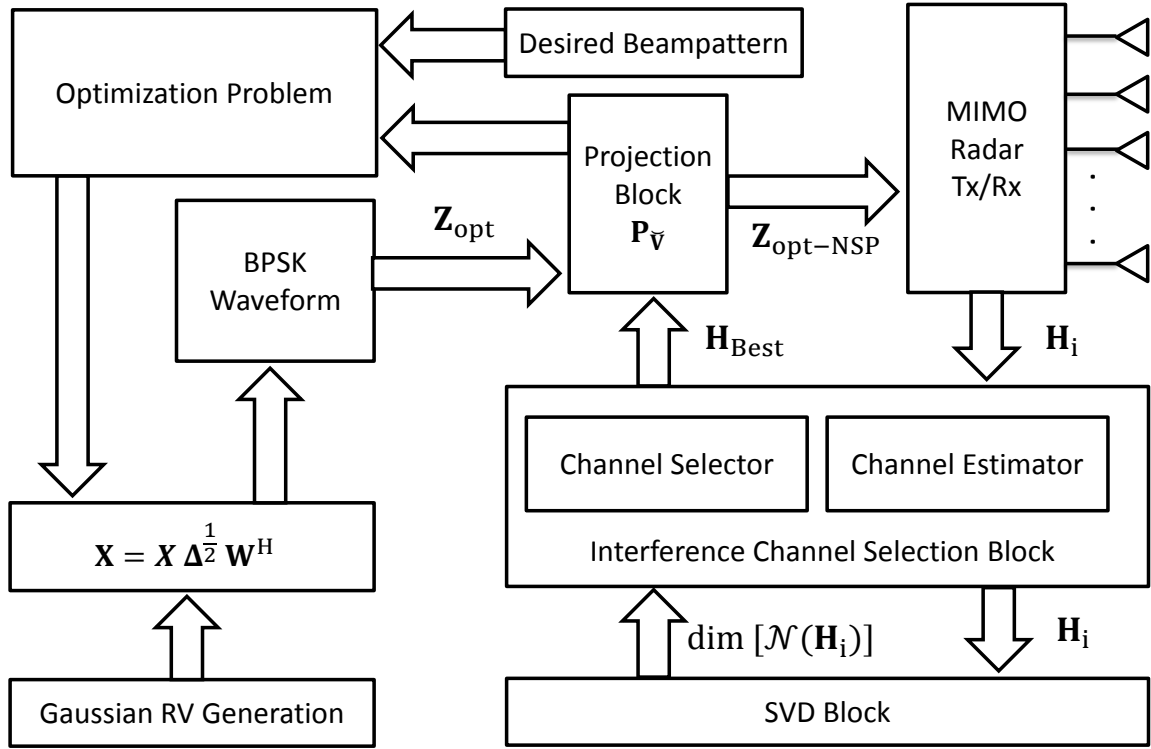 Desired Beampattern
Optimization Problem
MIMO
Radar
Tx/Rx
Projection
Block
𝐏_V̆
𝐙_opt
𝐙_opt−NSP
BPSK
Waveform
𝐇_Best
𝐇_i
Channel Selector
Channel Estimator
𝐗 = 𝑿 𝚫^(1/2) 𝐖^H
Interference Channel Selection Block
dim [𝒩(𝐇_i)]
𝐇_i
Gaussian RV Generation
SVD Block